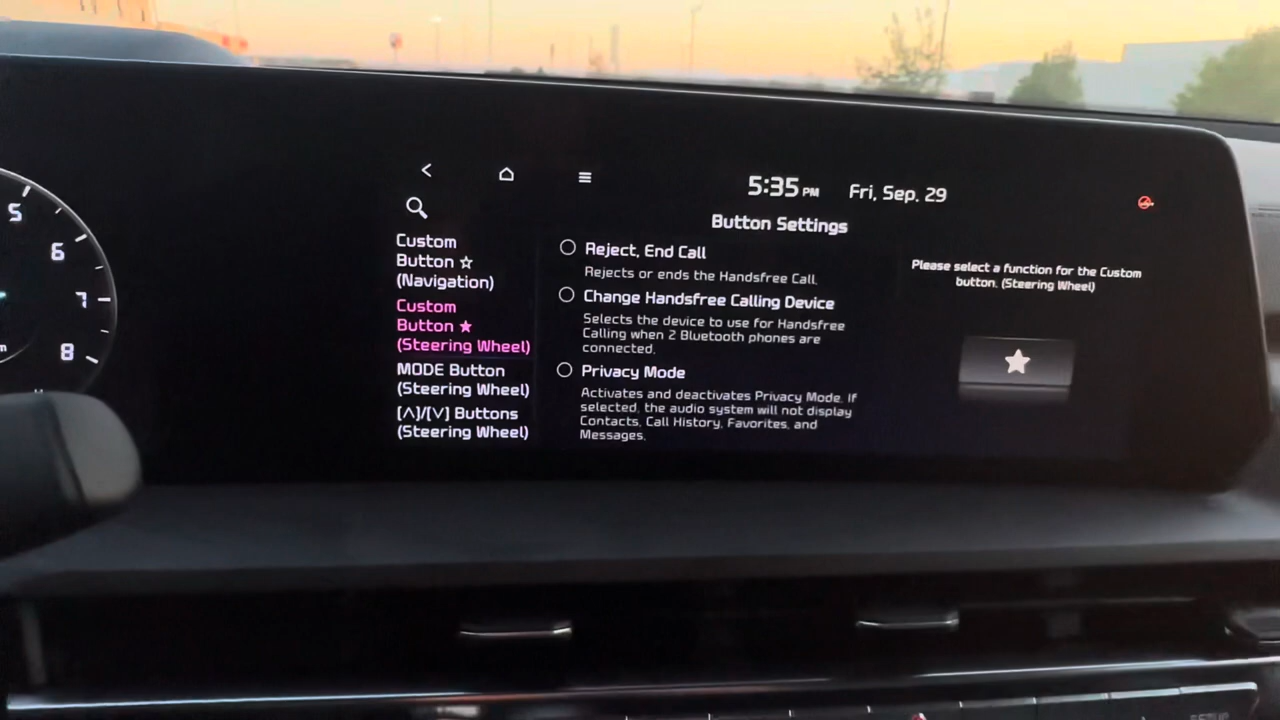 5:35 PM Fri, Sep. 29
Button Settings
Custom
Button ☆
(Navigation)
Custom
Button ★
(Steering Wheel)
MODE Button
(Steering Wheel)
[∧]/[∨] Buttons
(Steering Wheel)
Reject, End Call
Rejects or ends the Handsfree Call.
Change Handsfree Calling Device
Selects the device to use for Handsfree
Calling when 2 Bluetooth phones are
connected.
Privacy Mode
Activates and deactivates Privacy Mode. If
selected, the audio system will not display
Contacts, Call History, Favorites, and
Messages.
Please select a function for the Custom
button. (Steering Wheel)
5
6
7
8